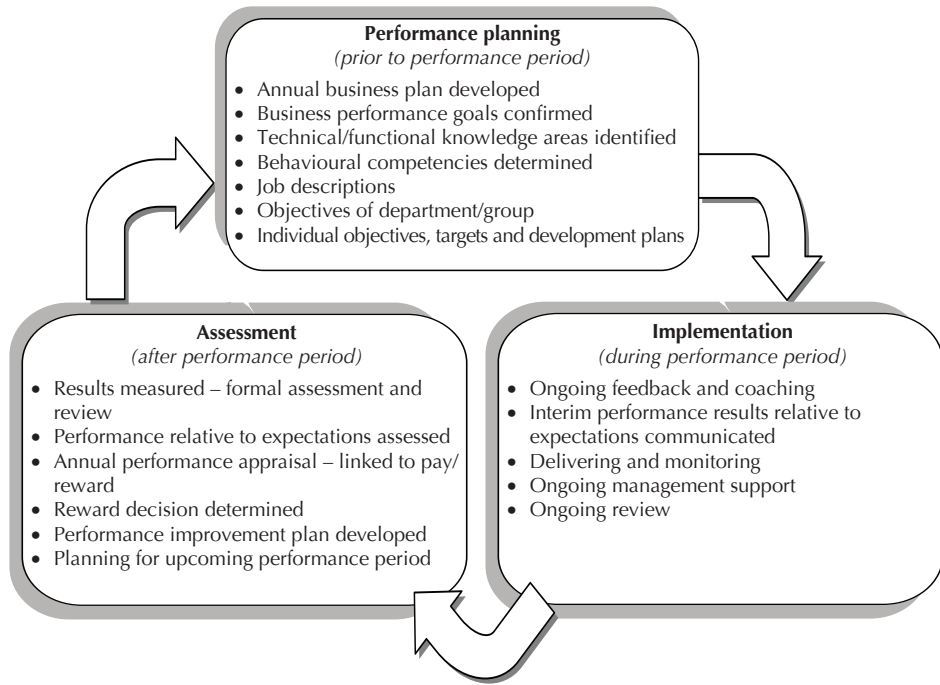 Performance planning
(prior to performance period)
• Annual business plan developed
• Business performance goals confirmed
• Technical/functional knowledge areas identified
• Behavioural competencies determined
• Job descriptions
• Objectives of department/group
• Individual objectives, targets and development plans
Assessment
(after performance period)
• Results measured – formal assessment and
review
• Performance relative to expectations assessed
• Annual performance appraisal – linked to pay/
reward
• Reward decision determined
• Performance improvement plan developed
• Planning for upcoming performance period
Implementation
(during performance period)
• Ongoing feedback and coaching
• Interim performance results relative to
expectations communicated
• Delivering and monitoring
• Ongoing management support
• Ongoing review